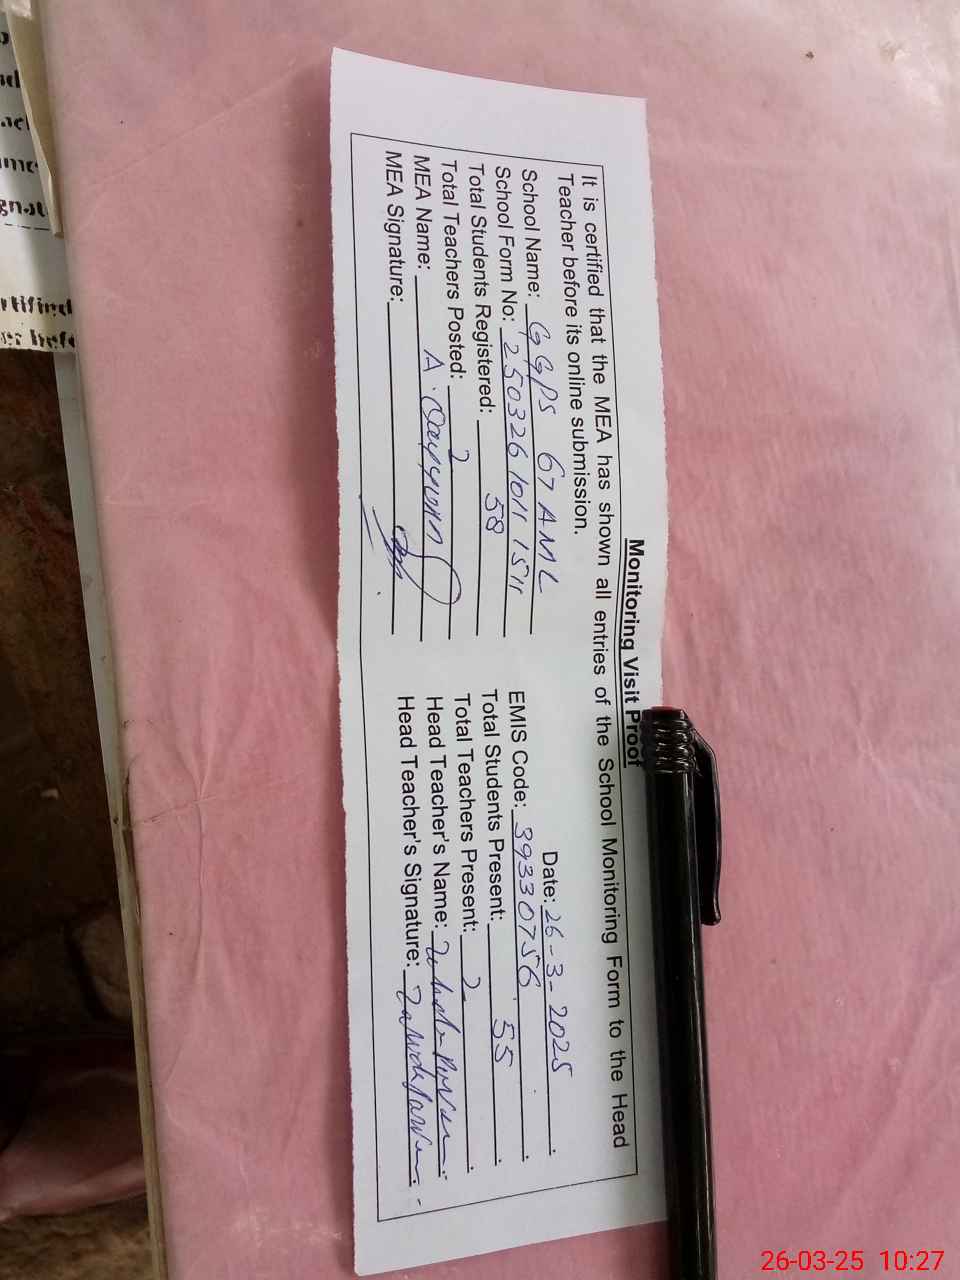 Monitoring Visit Proof
It is certified that the MEA has shown all entries of the School Monitoring Form to the Head
Teacher before its online submission.
Date: 26-3-2025
School Name: GGPS 67 AML
EMIS Code: 39330756
School Form No: 25032610111511
Total Students Present: 55
Total Students Registered: 58
Total Teachers Present: 2
Total Teachers Posted: 2
Head Teacher's Name:
MEA Name: A. Qayyum
Head Teacher's Signature:
MEA Signature:
26-03-25 10:27